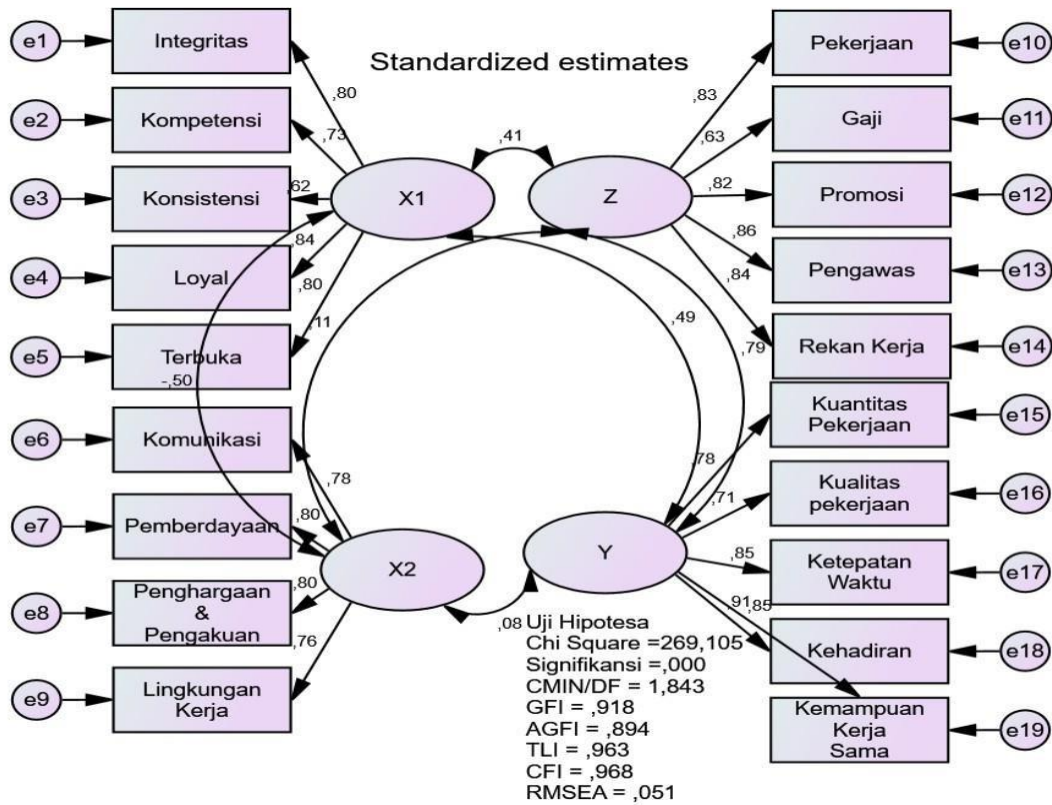 Standardized estimates
e1
Integritas
e2
Kompetensi
e3
Konsistensi
e4
Loyal
e5
Terbuka
e6
Komunikasi
e7
Pemberdayaan
e8
Penghargaan
&
Pengakuan
e9
Lingkungan
Kerja
,80
,73
,62
,84
,80
,11
-,50
,78
,80
,80
,76
X1
,41
Z
X2
Y
,08
,49
,79
,83
,63
,82
,86
,84
,78
,71
,85
,91
,85
Pekerjaan
e10
Gaji
e11
Promosi
e12
Pengawas
e13
Rekan Kerja
e14
Kuantitas
Pekerjaan
e15
Kualitas
pekerjaan
e16
Ketepatan
Waktu
e17
Kehadiran
e18
Kemampuan
Kerja
Sama
e19
Uji Hipotesa
Chi Square =269,105
Signifikansi =,000
CMIN/DF = 1,843
GFI = ,918
AGFI = ,894
TLI = ,963
CFI = ,968
RMSEA = ,051